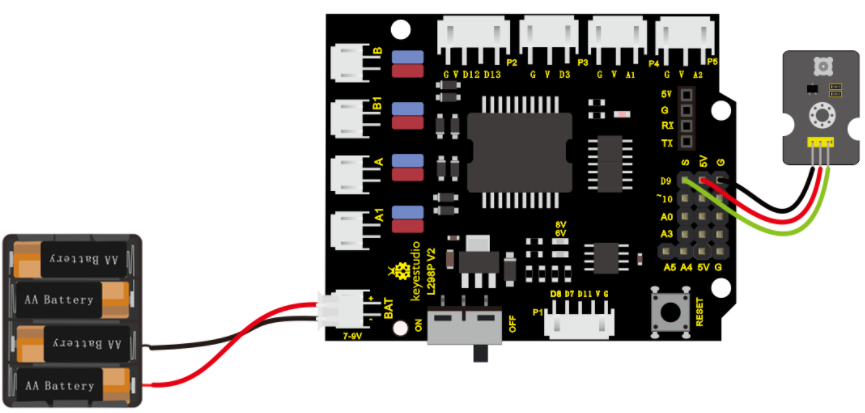 P2
P3
P4
P5
G V D12 D13
G V D3
G V A1
G V A2
B
B1
A
A1
5V
G
RX
TX
S 5V G
D9
~10
A0
A3
A5 A4 5V G
6V
6V
keyestudio
L298P V2
+
-
BAT
7-9V
ON
OFF
P1
D8 D7 D11 V G
RESET
AA Battery
AA Battery
AA Battery
AA Battery